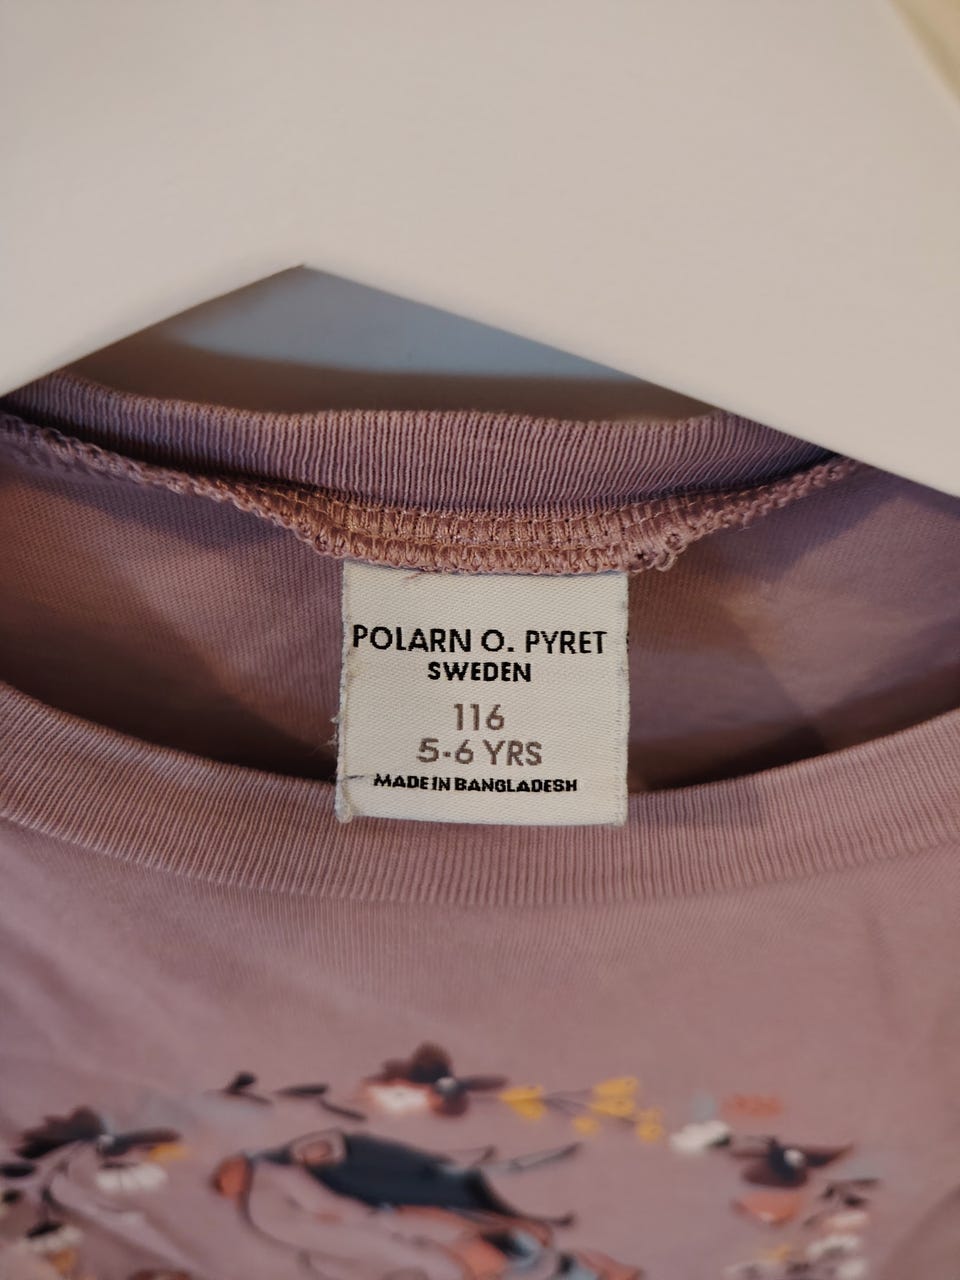 POLARN O. PYRET
SWEDEN
116
5-6 YRS
MADE IN BANGLADESH